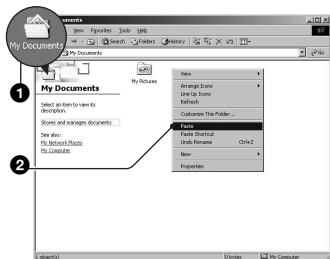 My Documents
View Favorites Tools Help
Search Folders History
My Documents
Go
My Documents
My Pictures
Select an item to view its
description.
Stores and manages documents
See also:
My Network Places
My Computer
View
Arrange Icons
Line Up Icons
Refresh
Customize This Folder...
Paste
Paste Shortcut
Undo Rename Ctrl+Z
New
Properties
1
2
1 object(s) 0 bytes My Computer